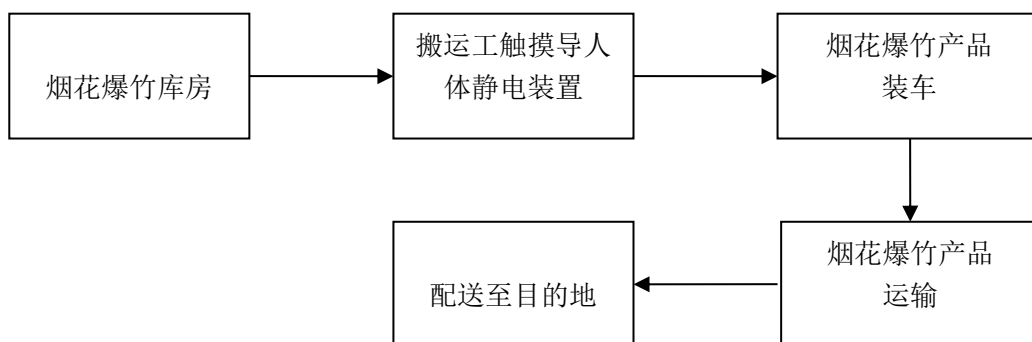 烟花爆竹库房
搬运工触摸导人
体静电装置
烟花爆竹产品
装车
烟花爆竹产品
运输
配送至目的地